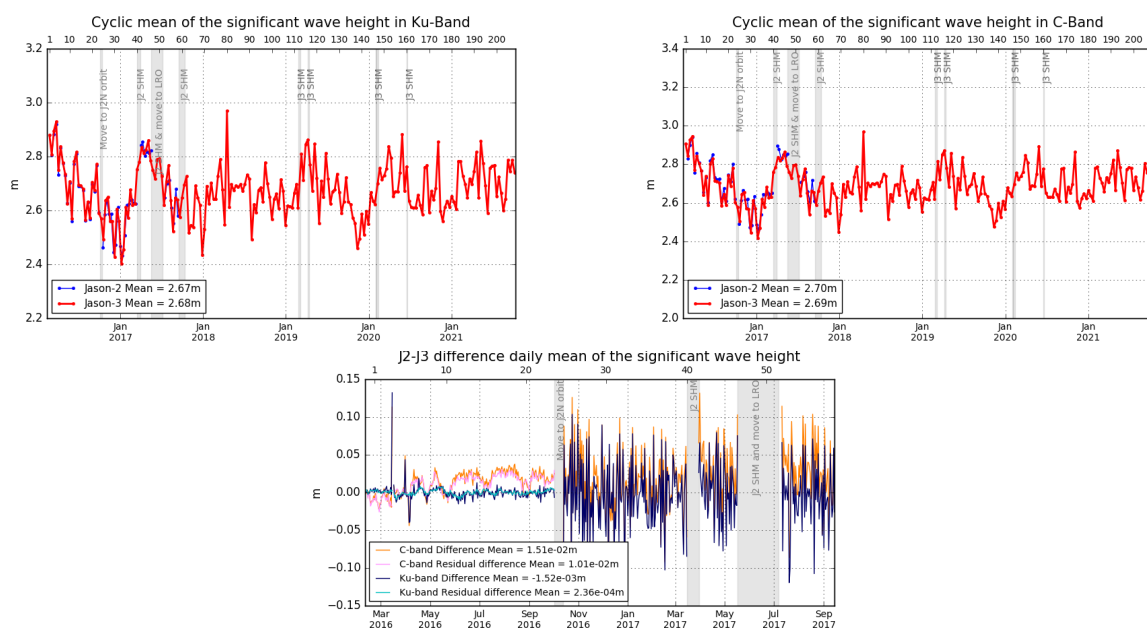 Cyclic mean of the significant wave height in Ku-Band
1 10 20 30 40 50 60 70 80 90 100 110 120 130 140 150 160 170 180 190 200
3.2
3.0
2.8
2.6
2.4
2.2
m
Move to J2N orbit
J2 SHM
SHM & move to LRO
J2 SHM
J3 SHM
J3 SHM
J3 SHM
J3 SHM
Jason-2 Mean = 2.67m
Jason-3 Mean = 2.68m
Jan 2017
Jan 2018
Jan 2019
Jan 2020
Jan 2021
Cyclic mean of the significant wave height in C-Band
1 10 20 30 40 50 60 70 80 90 100 110 120 130 140 150 160 170 180 190 200
3.4
3.2
3.0
2.8
2.6
2.4
2.2
2.0
m
Move to J2N orbit
J2 SHM
J2 SHM & move to LRO
J2 SHM
J3 SHM
J3 SHM
J3 SHM
J3 SHM
Jason-2 Mean = 2.70m
Jason-3 Mean = 2.69m
Jan 2017
Jan 2018
Jan 2019
Jan 2020
Jan 2021
J2-J3 difference daily mean of the significant wave height
1 10 20 30 40 50
0.15
0.10
0.05
0.00
−0.05
−0.10
−0.15
m
Move to J2N orbit
J2 SHM
J2 SHM and move to LRO
C-band Difference Mean = 1.51e-02m
C-band Residual difference Mean = 1.01e-02m
Ku-band Difference Mean = -1.52e-03m
Ku-band Residual difference Mean = 2.36e-04m
Mar 2016
May 2016
Jul 2016
Sep 2016
Nov 2016
Jan 2017
Mar 2017
May 2017
Jul 2017
Sep 2017